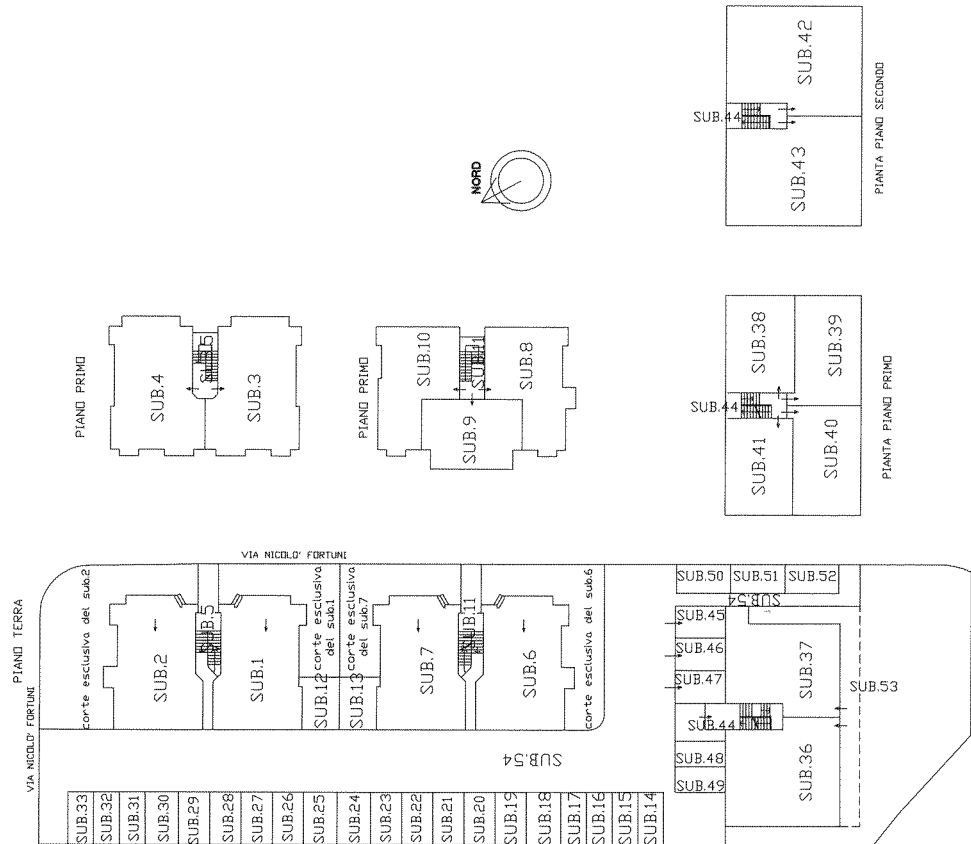 SUB.42
SUB.44
SUB.43
PIANTA PIANO SECONDO
NORD
PIANO PRIMO
SUB.4
SUB.5
SUB.3
PIANO PRIMO
SUB.10
SUB.11
SUB.8
SUB.9
SUB.38
SUB.39
SUB.44
SUB.41
SUB.40
PIANTA PIANO PRIMO
VIA NICOLO' FORTUNI
PIANO TERRA
VIA NICOLO' FORTUNI
corte esclusiva del sub.2
SUB.2
SUB.5
SUB.1
corte esclusiva
del sub.1
SUB.12
corte esclusiva
del sub.7
SUB.13
SUB.7
SUB.11
SUB.6
corte esclusiva del sub.6
SUB.50
SUB.51
SUB.52
SUB.54
SUB.45
SUB.46
SUB.47
SUB.37
SUB.53
SUB.44
SUB.36
SUB.48
SUB.49
SUB.54
SUB.33
SUB.32
SUB.31
SUB.30
SUB.29
SUB.28
SUB.27
SUB.26
SUB.25
SUB.24
SUB.23
SUB.22
SUB.21
SUB.20
SUB.19
SUB.18
SUB.17
SUB.16
SUB.15
SUB.14